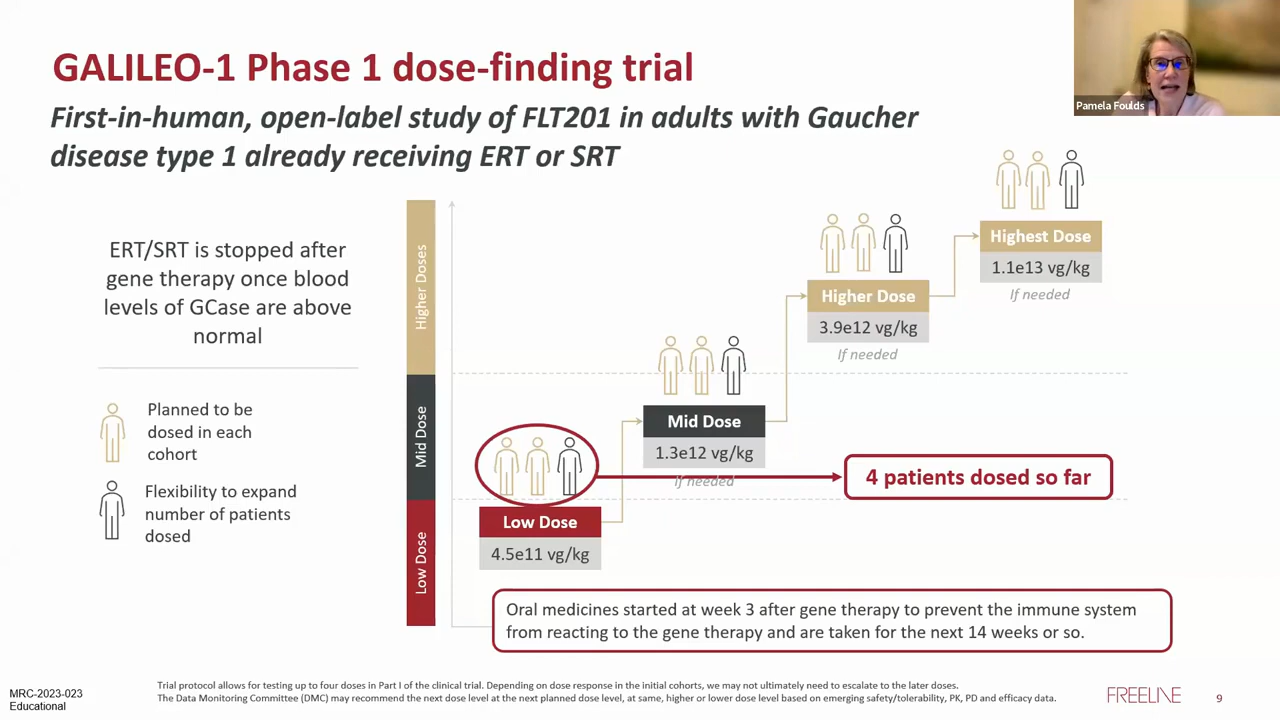 GALILEO-1 Phase 1 dose-finding trial
First-in-human, open-label study of FLT201 in adults with Gaucher
disease type 1 already receiving ERT or SRT
Pamela Foulds
ERT/SRT is stopped after
gene therapy once blood
levels of GCase are above
normal
Planned to be
dosed in each
cohort
Flexibility to expand
number of patients
dosed
Higher Doses
Mid Dose
Low Dose
Highest Dose
1.1e13 vg/kg
If needed
Higher Dose
3.9e12 vg/kg
If needed
Mid Dose
1.3e12 vg/kg
If needed
4 patients dosed so far
Low Dose
4.5e11 vg/kg
Oral medicines started at week 3 after gene therapy to prevent the immune system
from reacting to the gene therapy and are taken for the next 14 weeks or so.
MRC-2023-023
Educational
Trial protocol allows for testing up to four doses in Part I of the clinical trial. Depending on dose response in the initial cohorts, we may not ultimately need to escalate to the later doses.
The Data Monitoring Committee (DMC) may recommend the next dose level at the next planned dose level, at same, higher or lower dose level based on emerging safety/tolerability, PK, PD and efficacy data.
FREELINE
9